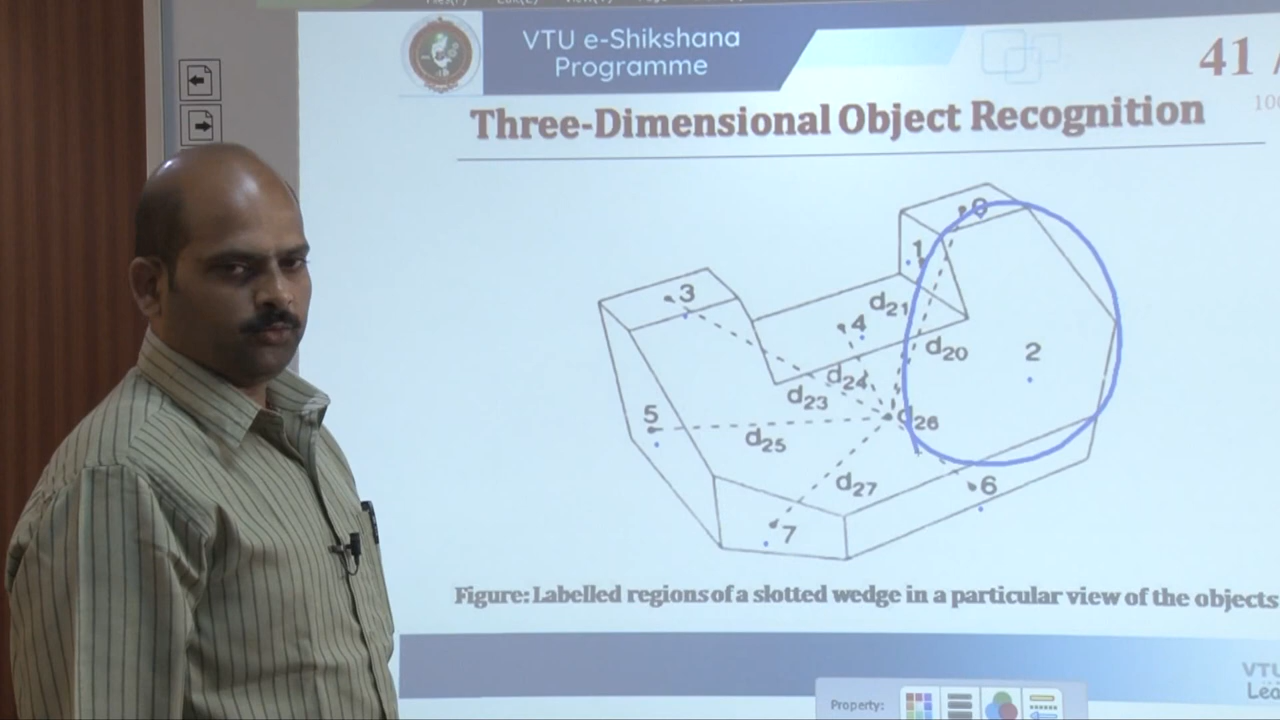 VTU e-Shikshana
Programme
41 /
Three-Dimensional Object Recognition
0
1
3
d21
4
d20
2
d24
d23
5
d26
d25
d27
6
7
Figure: Labelled regions of a slotted wedge in a particular view of the objects
VTU
Property: